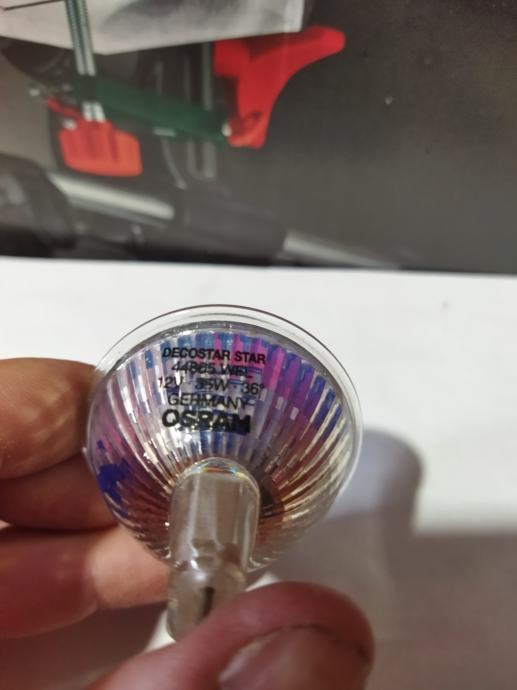 DECOSTAR STAR
44865 WFL
12V 35W 36°
GERMANY
OSRAM